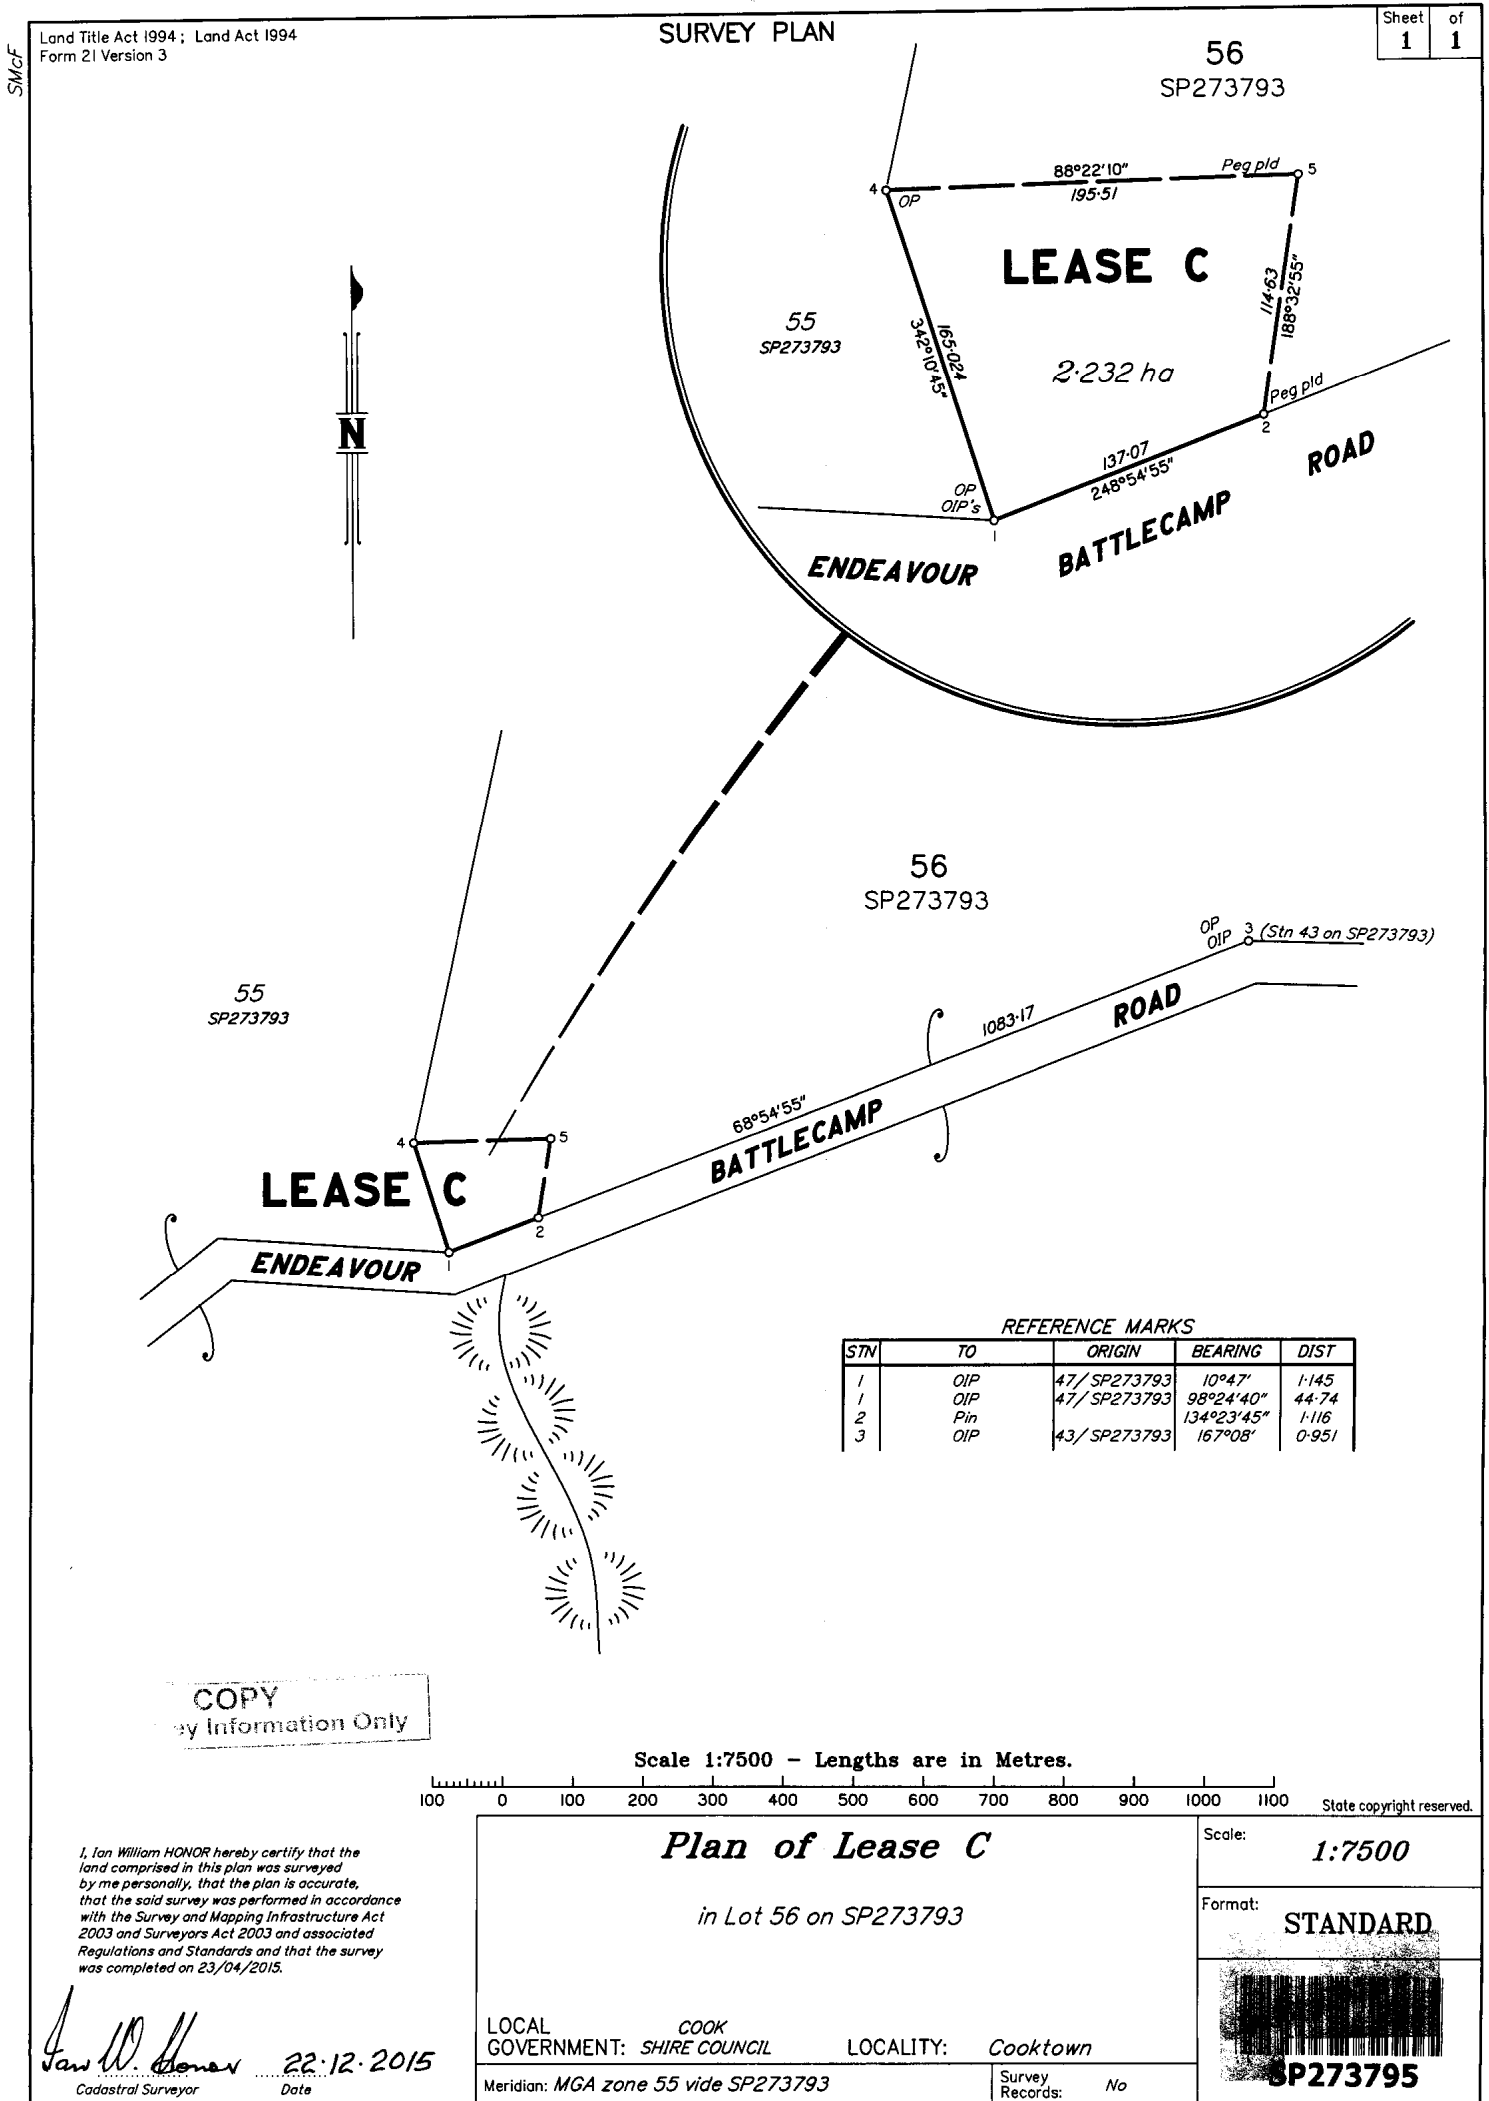 Land Title Act 1994 ; Land Act 1994
Form 21 Version 3
SURVEY PLAN
Sheet of
1 1
SMcF
56
SP273793
88°22'10"
195·51
Peg pld
5
4
OP
LEASE C
114·63
188°32'55"
55
SP273793
165·024
342°10'45"
2·232 ha
Peg pld
2
137·07
248°54'55"
OP
OIP's
1
ROAD
BATTLECAMP
ENDEAVOUR
N
56
SP273793
OP
OIP
3 (Stn 43 on SP273793)
55
SP273793
1083·17
ROAD
68°54'55"
BATTLECAMP
4
5
LEASE C
2
1
ENDEAVOUR
REFERENCE MARKS
STN TO ORIGIN BEARING DIST
1 OIP 47/SP273793 10°47' 1·145
1 OIP 47/SP273793 98°24'40" 44·74
2 Pin 134°23'45" 1·116
3 OIP 43/SP273793 167°08' 0·951
COPY
ey Information Only
Scale 1:7500 – Lengths are in Metres.
100 0 100 200 300 400 500 600 700 800 900 1000 1100
State copyright reserved.
I, Ian William HONOR hereby certify that the
land comprised in this plan was surveyed
by me personally, that the plan is accurate,
that the said survey was performed in accordance
with the Survey and Mapping Infrastructure Act
2003 and Surveyors Act 2003 and associated
Regulations and Standards and that the survey
was completed on 23/04/2015.
Ian W. Honor 22·12·2015
Cadastral Surveyor Date
Plan of Lease C
in Lot 56 on SP273793
LOCAL GOVERNMENT: COOK SHIRE COUNCIL
LOCALITY: Cooktown
Meridian: MGA zone 55 vide SP273793
Survey Records: No
Scale:
1:7500
Format:
STANDARD
SP273795